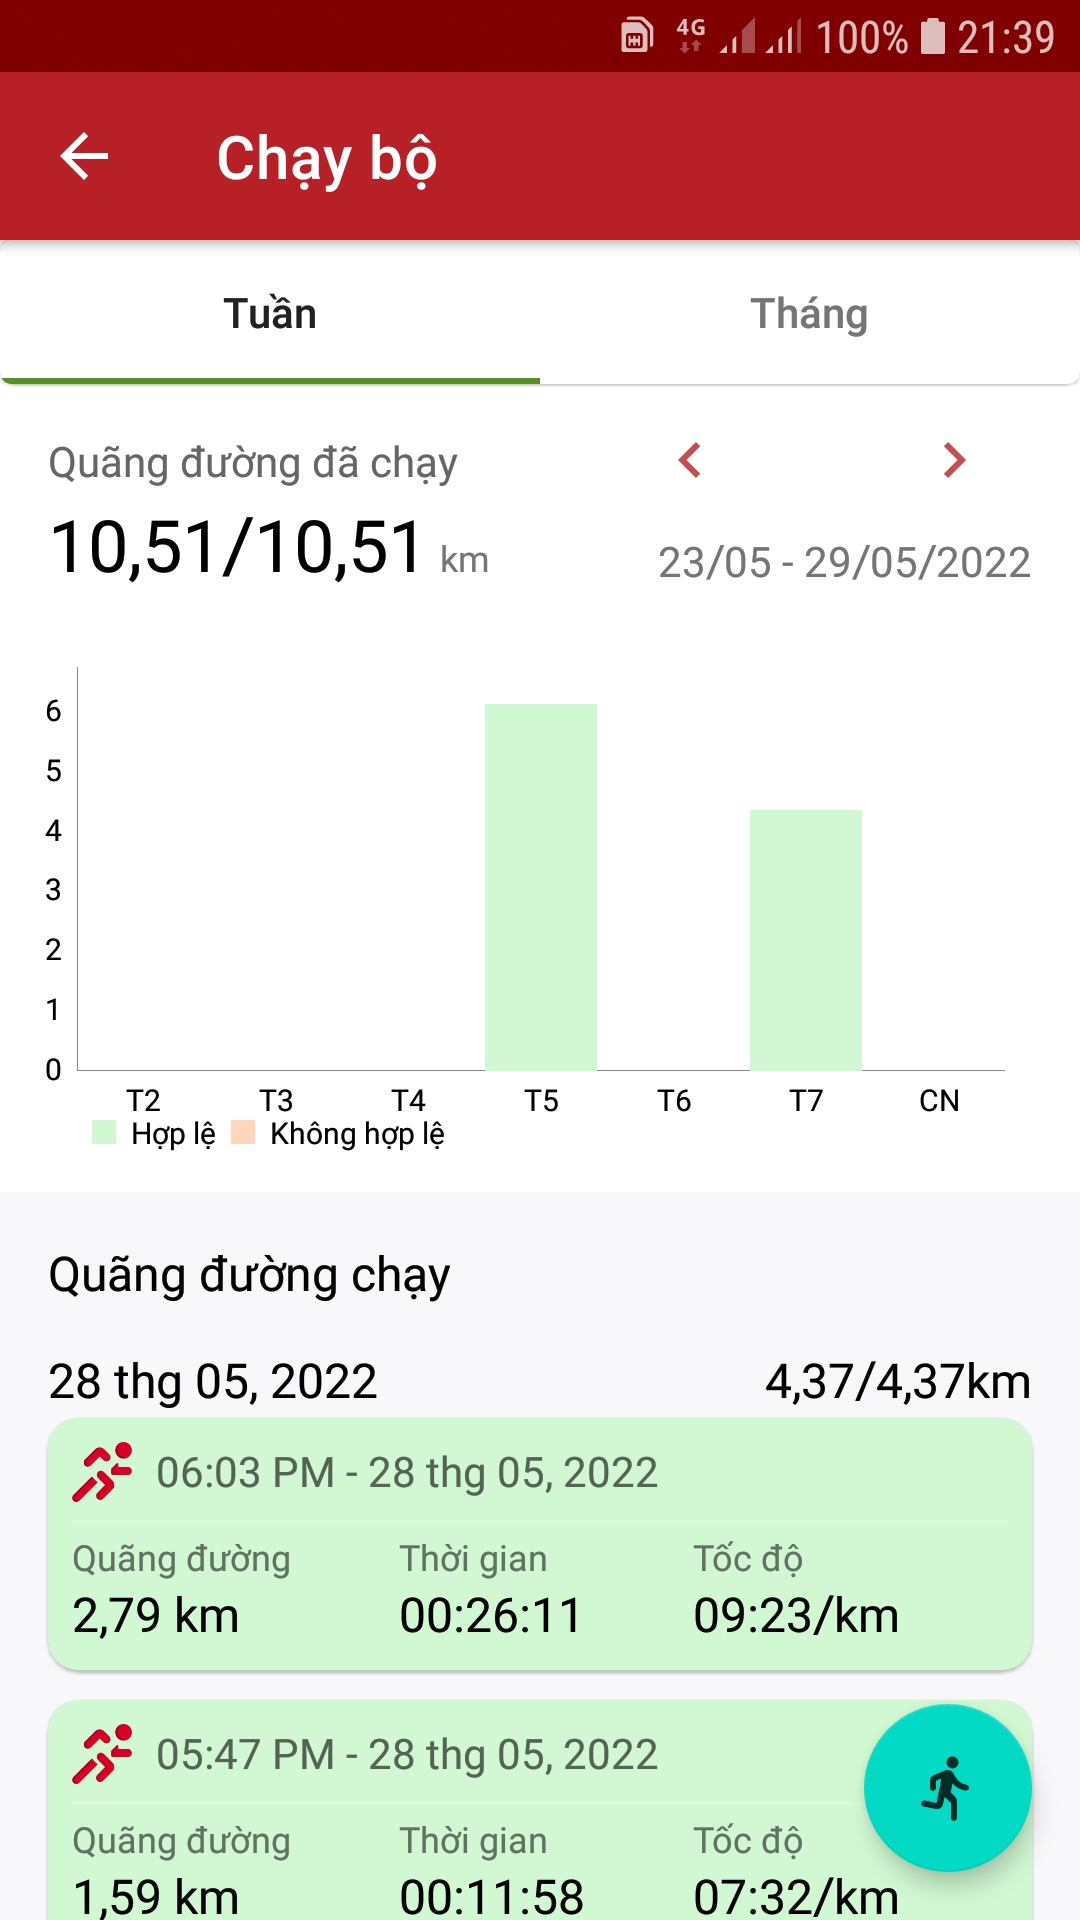 4G 100% 21:39
Chạy bộ
Tuần Tháng
Quãng đường đã chạy
10,51/10,51 km 23/05 - 29/05/2022
6
5
4
3
2
1
0
T2 T3 T4 T5 T6 T7 CN
Hợp lệ Không hợp lệ
Quãng đường chạy
28 thg 05, 2022 4,37/4,37km
06:03 PM - 28 thg 05, 2022
Quãng đường Thời gian Tốc độ
2,79 km 00:26:11 09:23/km
05:47 PM - 28 thg 05, 2022
Quãng đường Thời gian Tốc độ
1,59 km 00:11:58 07:32/km